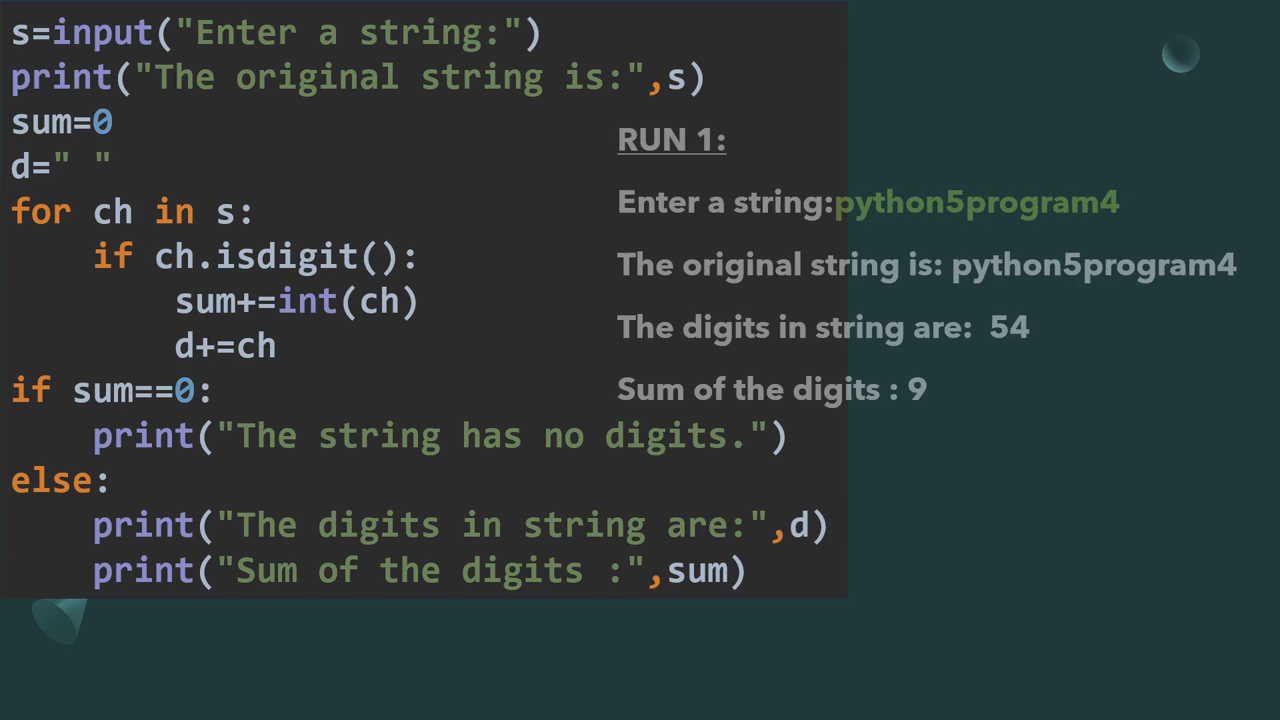 s=input("Enter a string:")
print("The original string is:",s)
sum=0
d=" "
for ch in s:
    if ch.isdigit():
        sum+=int(ch)
        d+=ch
if sum==0:
    print("The string has no digits.")
else:
    print("The digits in string are:",d)
    print("Sum of the digits :",sum)
RUN 1:
Enter a string:python5program4
The original string is: python5program4
The digits in string are:  54
Sum of the digits : 9